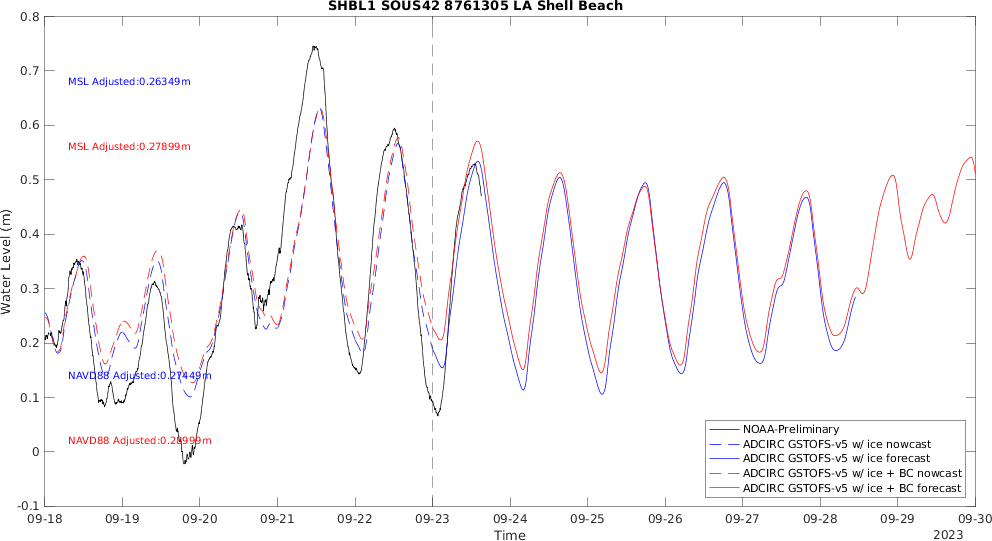 SHBL1 SOUS42 8761305 LA Shell Beach
0.8
0.7
0.6
0.5
0.4
0.3
0.2
0.1
0
-0.1
Water Level (m)
MSL Adjusted:0.26349m
MSL Adjusted:0.27899m
NAVD88 Adjusted:0.27449m
NAVD88 Adjusted:0.28999m
NOAA-Preliminary
ADCIRC GSTOFS-v5 w/ ice nowcast
ADCIRC GSTOFS-v5 w/ ice forecast
ADCIRC GSTOFS-v5 w/ ice + BC nowcast
ADCIRC GSTOFS-v5 w/ ice + BC forecast
09-18 09-19 09-20 09-21 09-22 09-23 09-24 09-25 09-26 09-27 09-28 09-29 09-30
Time
2023